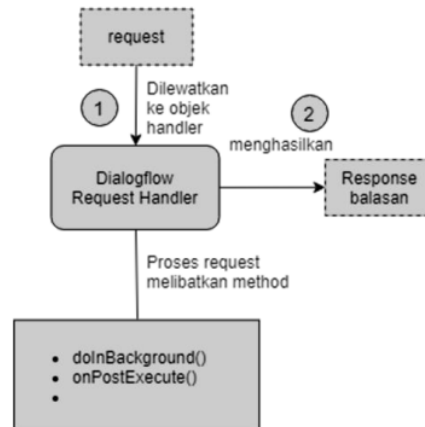 request
1
Dilewatkan
ke objek
handler
2
menghasilkan
Dialogflow
Request Handler
Response
balasan
Proses request
melibatkan method
• doInBackground()
• onPostExecute()
•